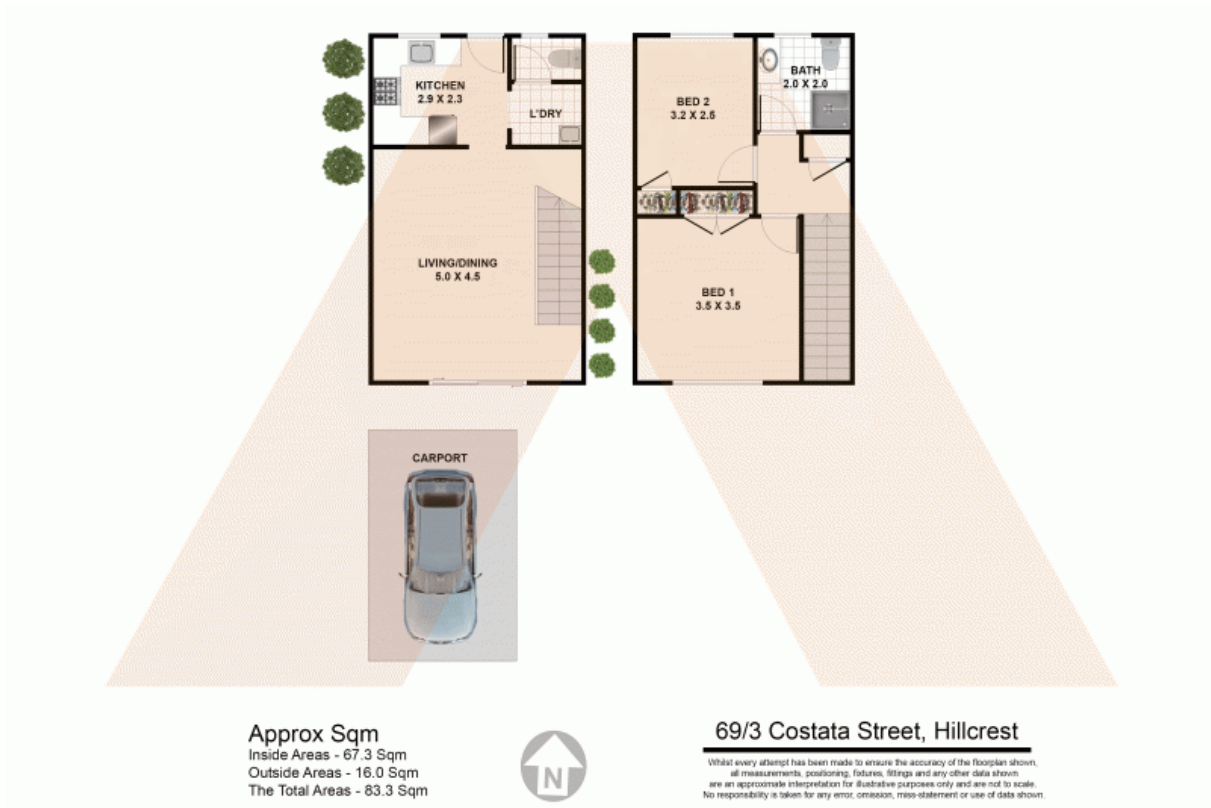 KITCHEN
2.9 X 2.3
L'DRY
LIVING/DINING
5.0 X 4.5
BED 2
3.2 X 2.5
BATH
2.0 X 2.0
BED 1
3.5 X 3.5
CARPORT
Approx Sqm
Inside Areas - 67.3 Sqm
Outside Areas - 16.0 Sqm
The Total Areas - 83.3 Sqm
N
69/3 Costata Street, Hillcrest
Whilst every attempt has been made to ensure the accuracy of the floorplan shown,
all measurements, positioning, fixtures, fittings and any other data shown
are an approximate interpretation for illustrative purposes only and are not to scale.
No responsibility is taken for any error, omission, miss-statement or use of data shown.